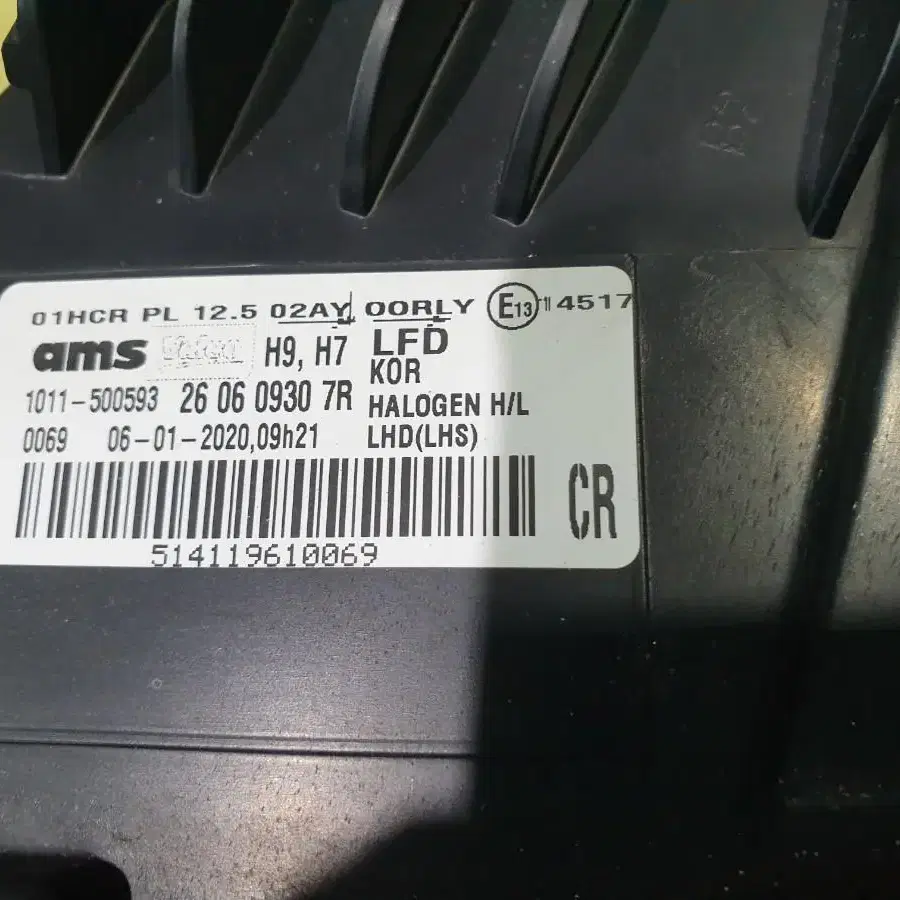 01HCR PL 12.5 02AY 00RLY E13 4517
ams H9, H7 LFD
KOR
1011-500593 26 06 0930 7R HALOGEN H/L
0069 06-01-2020,09h21 LHD(LHS)
CR
514119610069